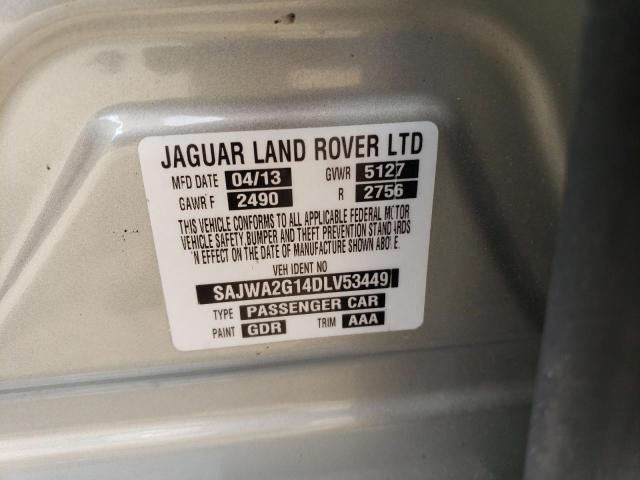 JAGUAR LAND ROVER LTD
MFD DATE 04/13 GVWR 5127
GAWR F 2490 R 2756
THIS VEHICLE CONFORMS TO ALL APPLICABLE FEDERAL MOTOR
VEHICLE SAFETY,BUMPER AND THEFT PREVENTION STANDARDS
IN EFFECT ON THE DATE OF MANUFACTURE SHOWN ABOVE.
VEH IDENT NO
SAJWA2G14DLV53449
TYPE PASSENGER CAR
PAINT GDR TRIM AAA